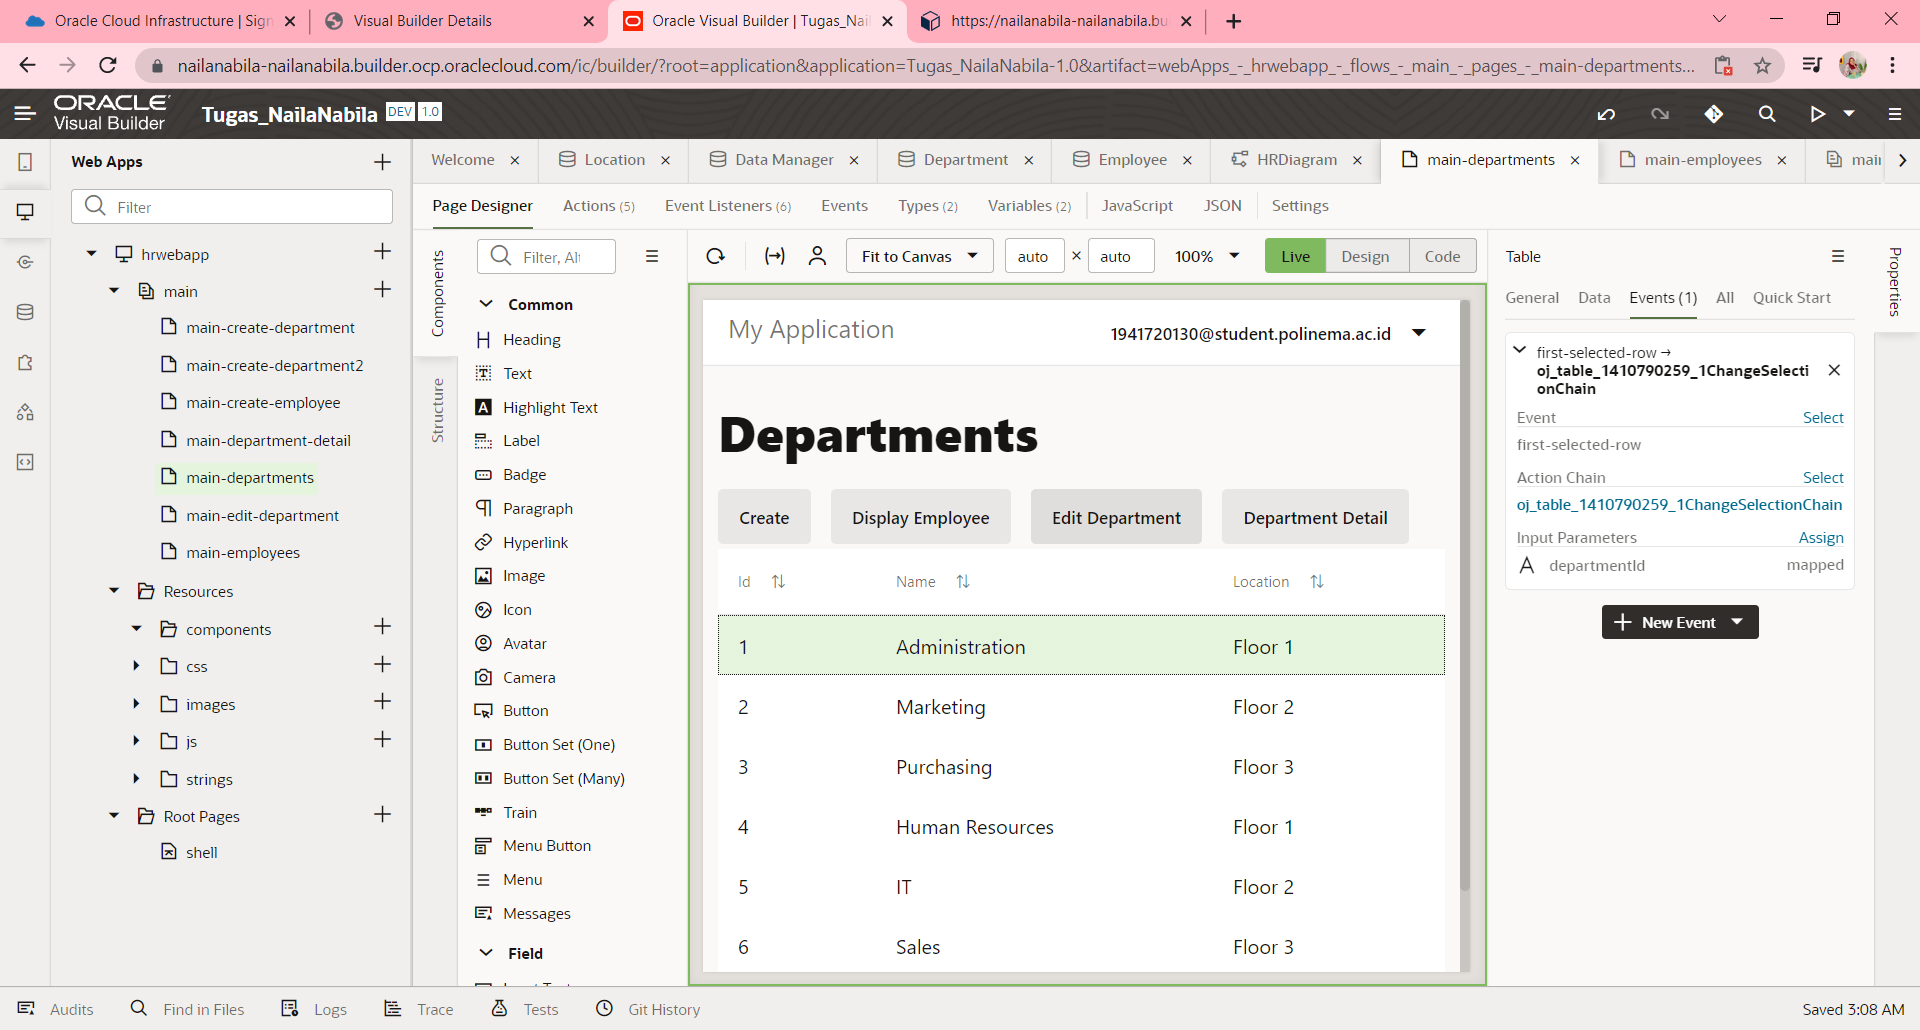 Oracle Cloud Infrastructure | Sign
Visual Builder Details
Oracle Visual Builder | Tugas_Nail
https://nailanabila-nailanabila.bu
nailanabila-nailanabila.builder.ocp.oraclecloud.com/ic/builder/?root=application&application=Tugas_NailaNabila-1.0&artifact=webApps_-_hrwebapp_-_flows_-_main_-_pages_-_main-departments...
ORACLE
Visual Builder
Tugas_NailaNabila DEV 1.0
Web Apps
Filter
hrwebapp
main
main-create-department
main-create-department2
main-create-employee
main-department-detail
main-departments
main-edit-department
main-employees
Resources
components
css
images
js
strings
Root Pages
shell
Welcome
Location
Data Manager
Department
Employee
HRDiagram
main-departments
main-employees
mai
Page Designer
Actions (5)
Event Listeners (6)
Events
Types (2)
Variables (2)
JavaScript
JSON
Settings
Components
Structure
Filter, Al
Common
Heading
Text
Highlight Text
Label
Badge
Paragraph
Hyperlink
Image
Icon
Avatar
Camera
Button
Button Set (One)
Button Set (Many)
Train
Menu Button
Menu
Messages
Field
Fit to Canvas
auto × auto
100%
Live
Design
Code
My Application
1941720130@student.polinema.ac.id
Departments
Create
Display Employee
Edit Department
Department Detail
Id Name Location
1 Administration Floor 1
2 Marketing Floor 2
3 Purchasing Floor 3
4 Human Resources Floor 1
5 IT Floor 2
6 Sales Floor 3
Table
General
Data
Events (1)
All
Quick Start
first-selected-row →
oj_table_1410790259_1ChangeSelecti
onChain
Event Select
first-selected-row
Action Chain Select
oj_table_1410790259_1ChangeSelectionChain
Input Parameters Assign
A departmentId mapped
New Event
Properties
Audits
Find in Files
Logs
Trace
Tests
Git History
Saved 3:08 AM